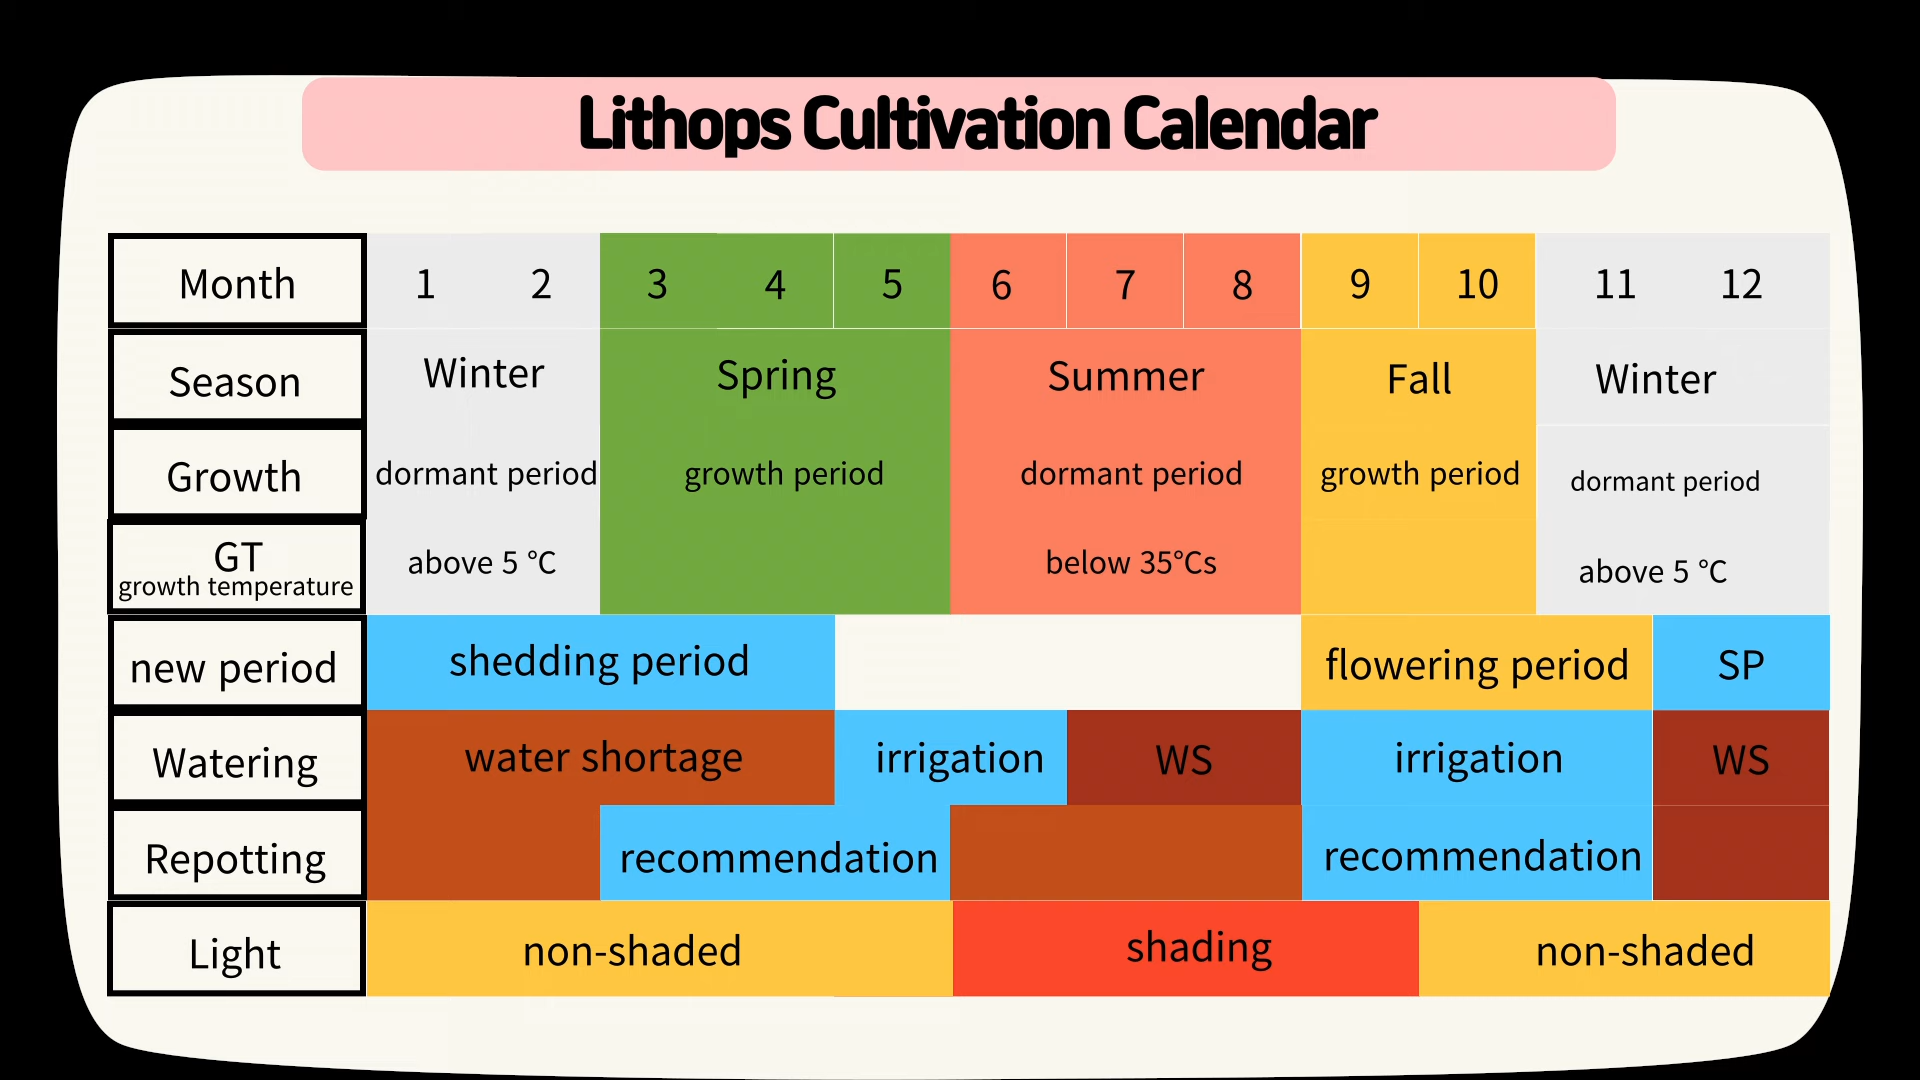 Lithops Cultivation Calendar
Month 1 2 3 4 5 6 7 8 9 10 11 12
Season Winter Spring Summer Fall Winter
Growth dormant period growth period dormant period growth period dormant period
GT
growth temperature above 5 °C below 35°Cs above 5 °C
new period shedding period flowering period SP
Watering water shortage irrigation WS irrigation WS
Repotting recommendation recommendation
Light non-shaded shading non-shaded